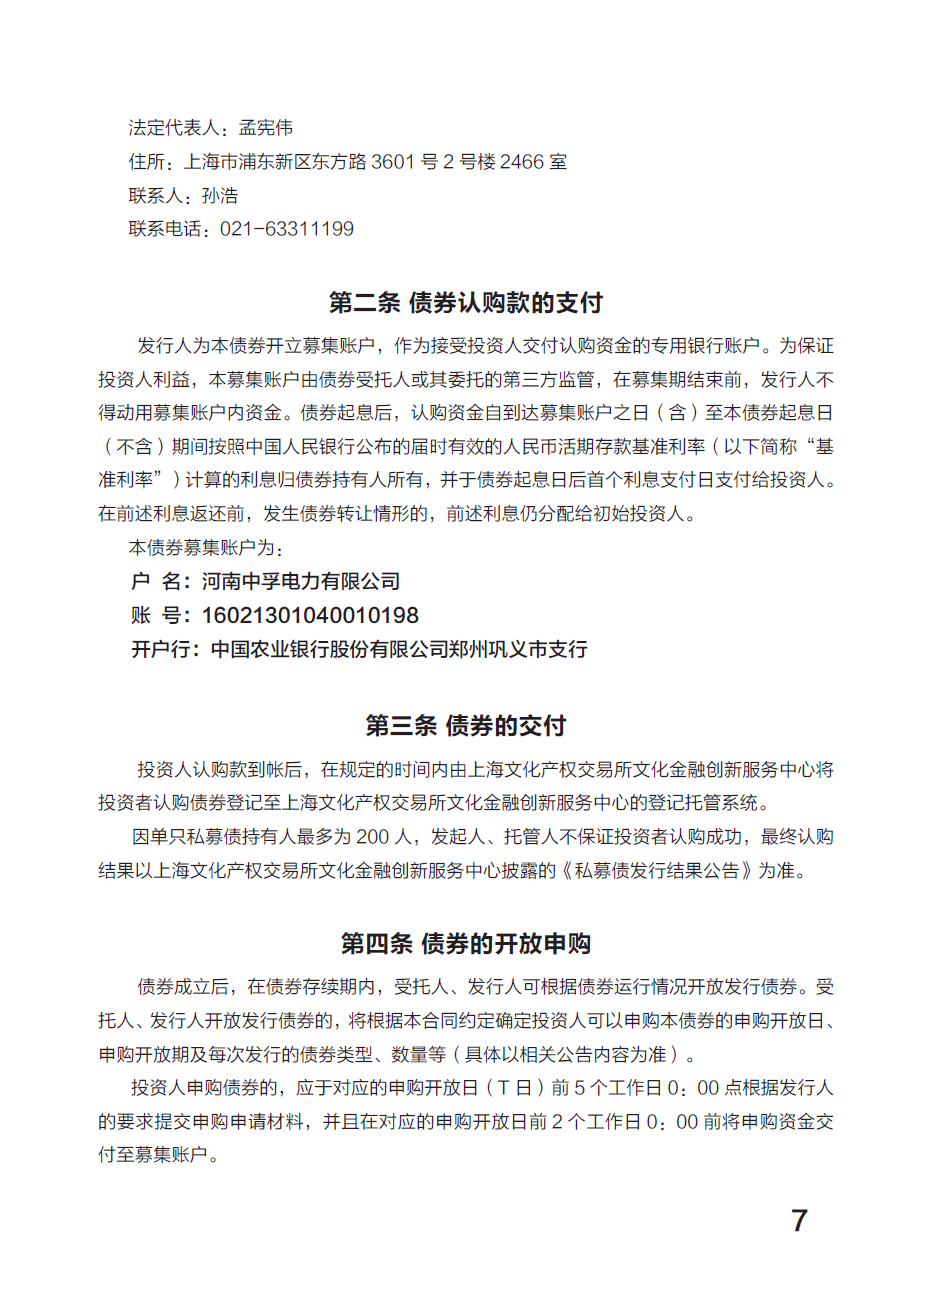 法定代表人：孟宪伟
住所：上海市浦东新区东方路 3601 号 2 号楼 2466 室
联系人：孙浩
联系电话：021-63311199
第二条 债券认购款的支付
发行人为本债券开立募集账户，作为接受投资人交付认购资金的专用银行账户。为保证
投资人利益，本募集账户由债券受托人或其委托的第三方监管，在募集期结束前，发行人不
得动用募集账户内资金。债券起息后，认购资金自到达募集账户之日（含）至本债券起息日
（不含）期间按照中国人民银行公布的届时有效的人民币活期存款基准利率（以下简称“基
准利率”）计算的利息归债券持有人所有，并于债券起息日后首个利息支付日支付给投资人。
在前述利息返还前，发生债券转让情形的，前述利息仍分配给初始投资人。
本债券募集账户为：
户 名：河南中孚电力有限公司
账 号：16021301040010198
开户行：中国农业银行股份有限公司郑州巩义市支行
第三条 债券的交付
投资人认购款到帐后，在规定的时间内由上海文化产权交易所文化金融创新服务中心将
投资者认购债券登记至上海文化产权交易所文化金融创新服务中心的登记托管系统。
因单只私募债持有人最多为 200 人，发起人、托管人不保证投资者认购成功，最终认购
结果以上海文化产权交易所文化金融创新服务中心披露的《私募债发行结果公告》为准。
第四条 债券的开放申购
债券成立后，在债券存续期内，受托人、发行人可根据债券运行情况开放发行债券。受
托人、发行人开放发行债券的，将根据本合同约定确定投资人可以申购本债券的申购开放日、
申购开放期及每次发行的债券类型、数量等（具体以相关公告内容为准）。
投资人申购债券的，应于对应的申购开放日（T 日）前 5 个工作日 0：00 点根据发行人
的要求提交申购申请材料，并且在对应的申购开放日前 2 个工作日 0：00 前将申购资金交
付至募集账户。
7